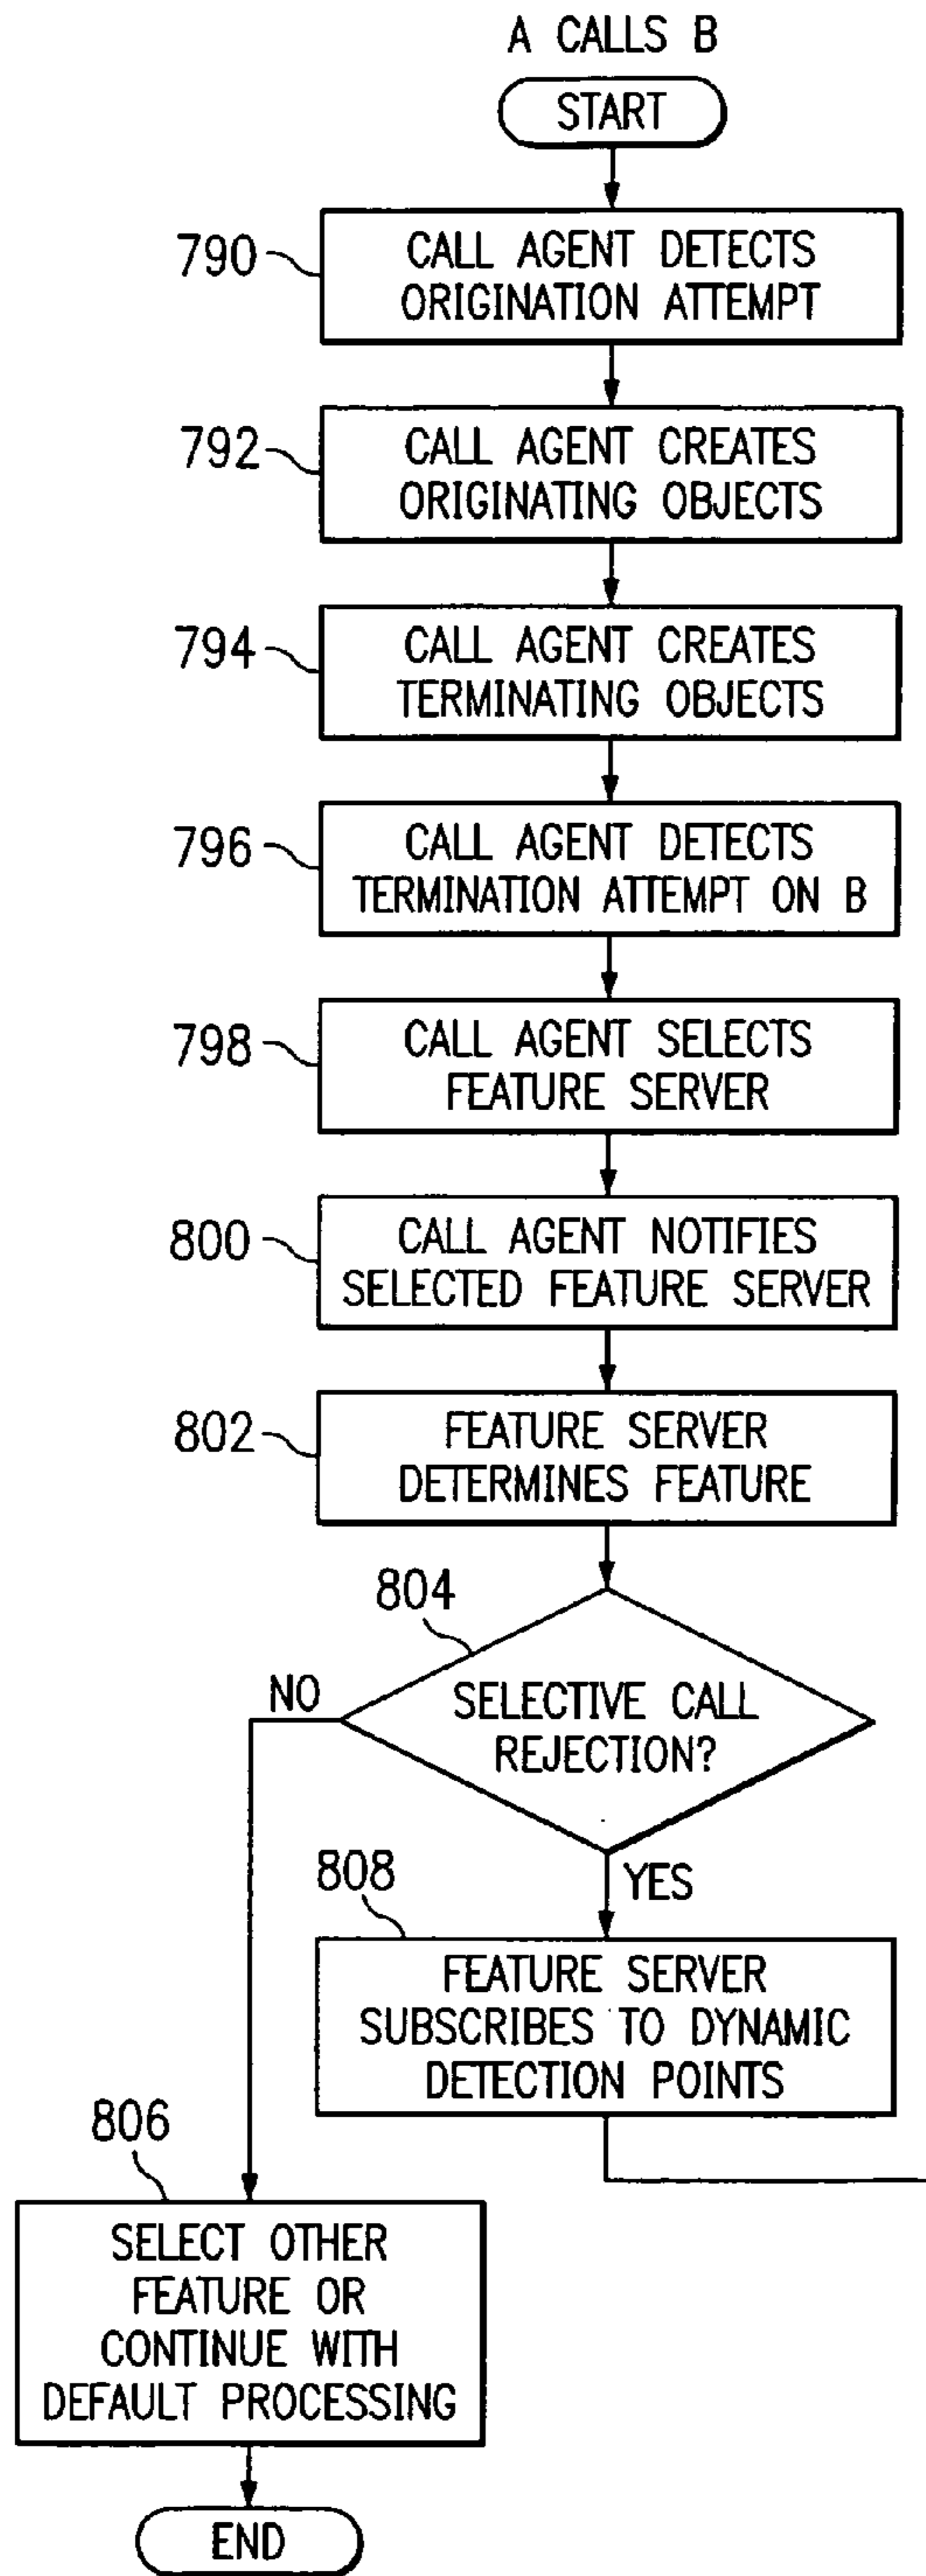 A CALLS B
START
790
CALL AGENT DETECTS
ORIGINATION ATTEMPT
792
CALL AGENT CREATES
ORIGINATING OBJECTS
794
CALL AGENT CREATES
TERMINATING OBJECTS
796
CALL AGENT DETECTS
TERMINATION ATTEMPT ON B
798
CALL AGENT SELECTS
FEATURE SERVER
800
CALL AGENT NOTIFIES
SELECTED FEATURE SERVER
802
FEATURE SERVER
DETERMINES FEATURE
804
NO
SELECTIVE CALL
REJECTION?
808
YES
FEATURE SERVER
SUBSCRIBES TO DYNAMIC
DETECTION POINTS
806
SELECT OTHER
FEATURE OR
CONTINUE WITH
DEFAULT PROCESSING
END